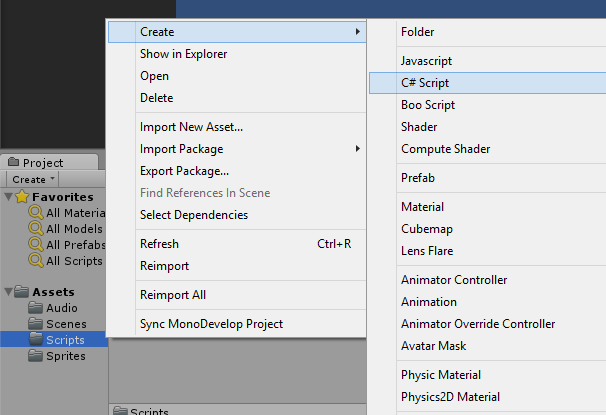 Create
Show in Explorer
Open
Delete
Import New Asset...
Import Package
Export Package...
Find References In Scene
Select Dependencies
Refresh Ctrl+R
Reimport
Reimport All
Sync MonoDevelop Project
Folder
Javascript
C# Script
Boo Script
Shader
Compute Shader
Prefab
Material
Cubemap
Lens Flare
Animator Controller
Animation
Animator Override Controller
Avatar Mask
Physic Material
Physics2D Material
Project
Create
Favorites
All Materia
All Models
All Prefabs
All Scripts
Assets
Audio
Scenes
Scripts
Sprites
Scripts